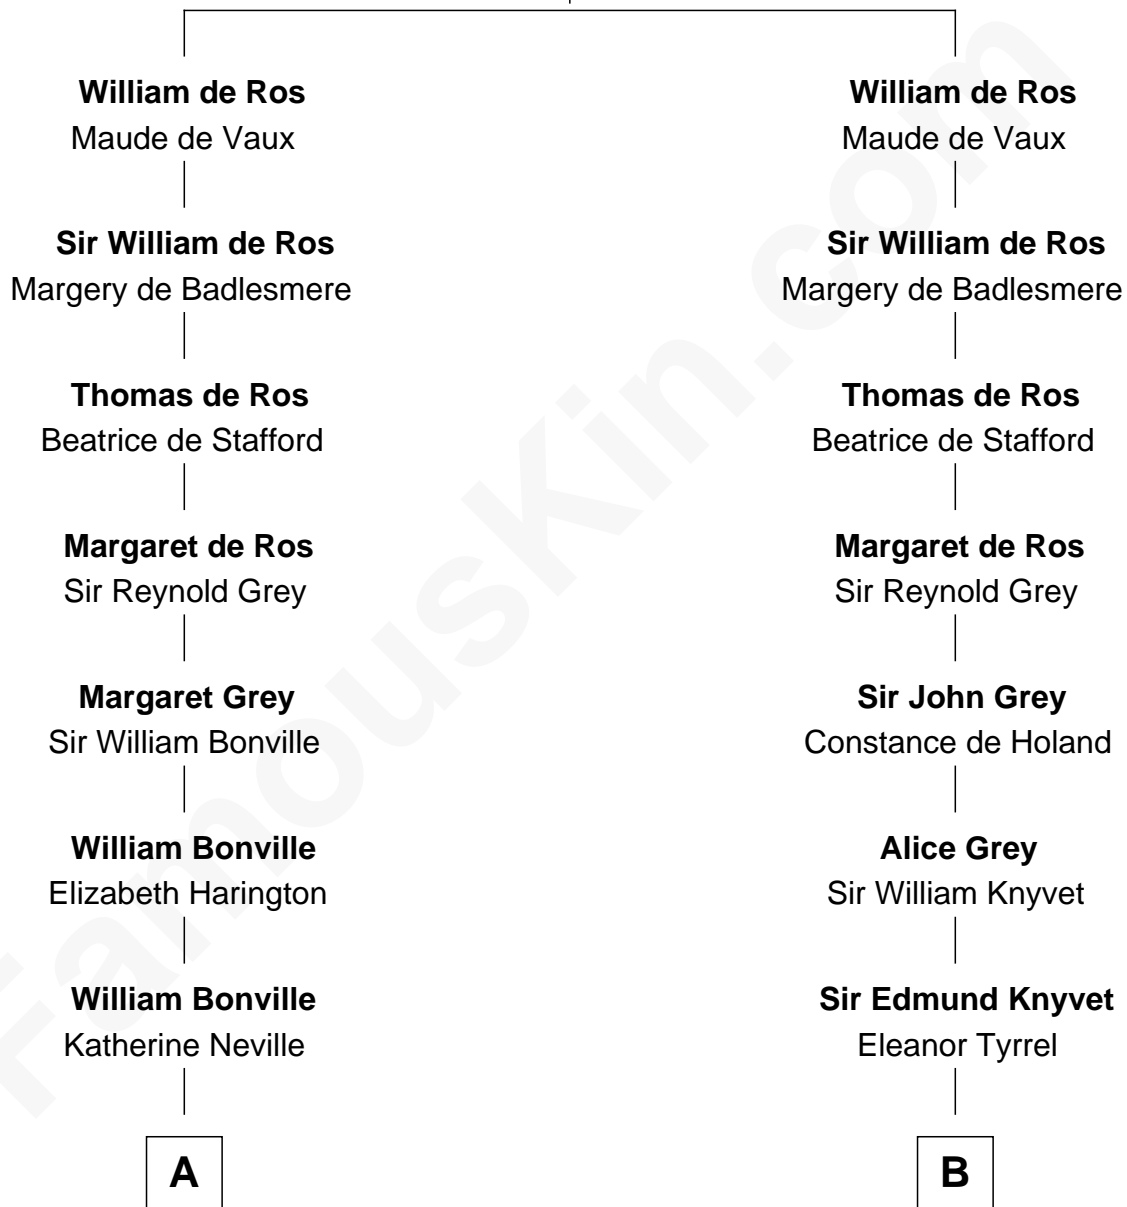 William de Ros
Maude de Vaux
Sir William de Ros
Margery de Badlesmere
Thomas de Ros
Beatrice de Stafford
Margaret de Ros
Sir Reynold Grey
Margaret Grey
Sir William Bonville
William Bonville
Elizabeth Harington
William Bonville
Katherine Neville
A
William de Ros
Maude de Vaux
Sir William de Ros
Margery de Badlesmere
Thomas de Ros
Beatrice de Stafford
Margaret de Ros
Sir Reynold Grey
Sir John Grey
Constance de Holand
Alice Grey
Sir William Knyvet
Sir Edmund Knyvet
Eleanor Tyrrel
B
FamousKin.com